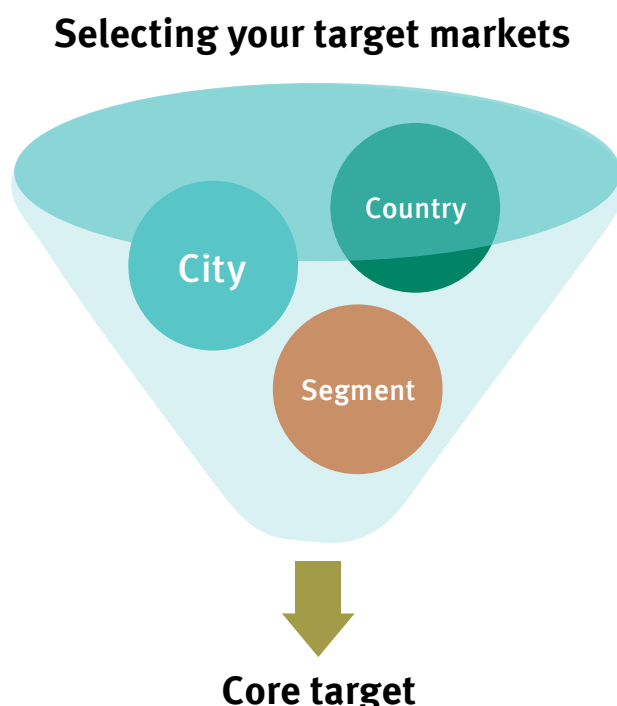 Selecting your target markets
Country
City
Segment
Core target